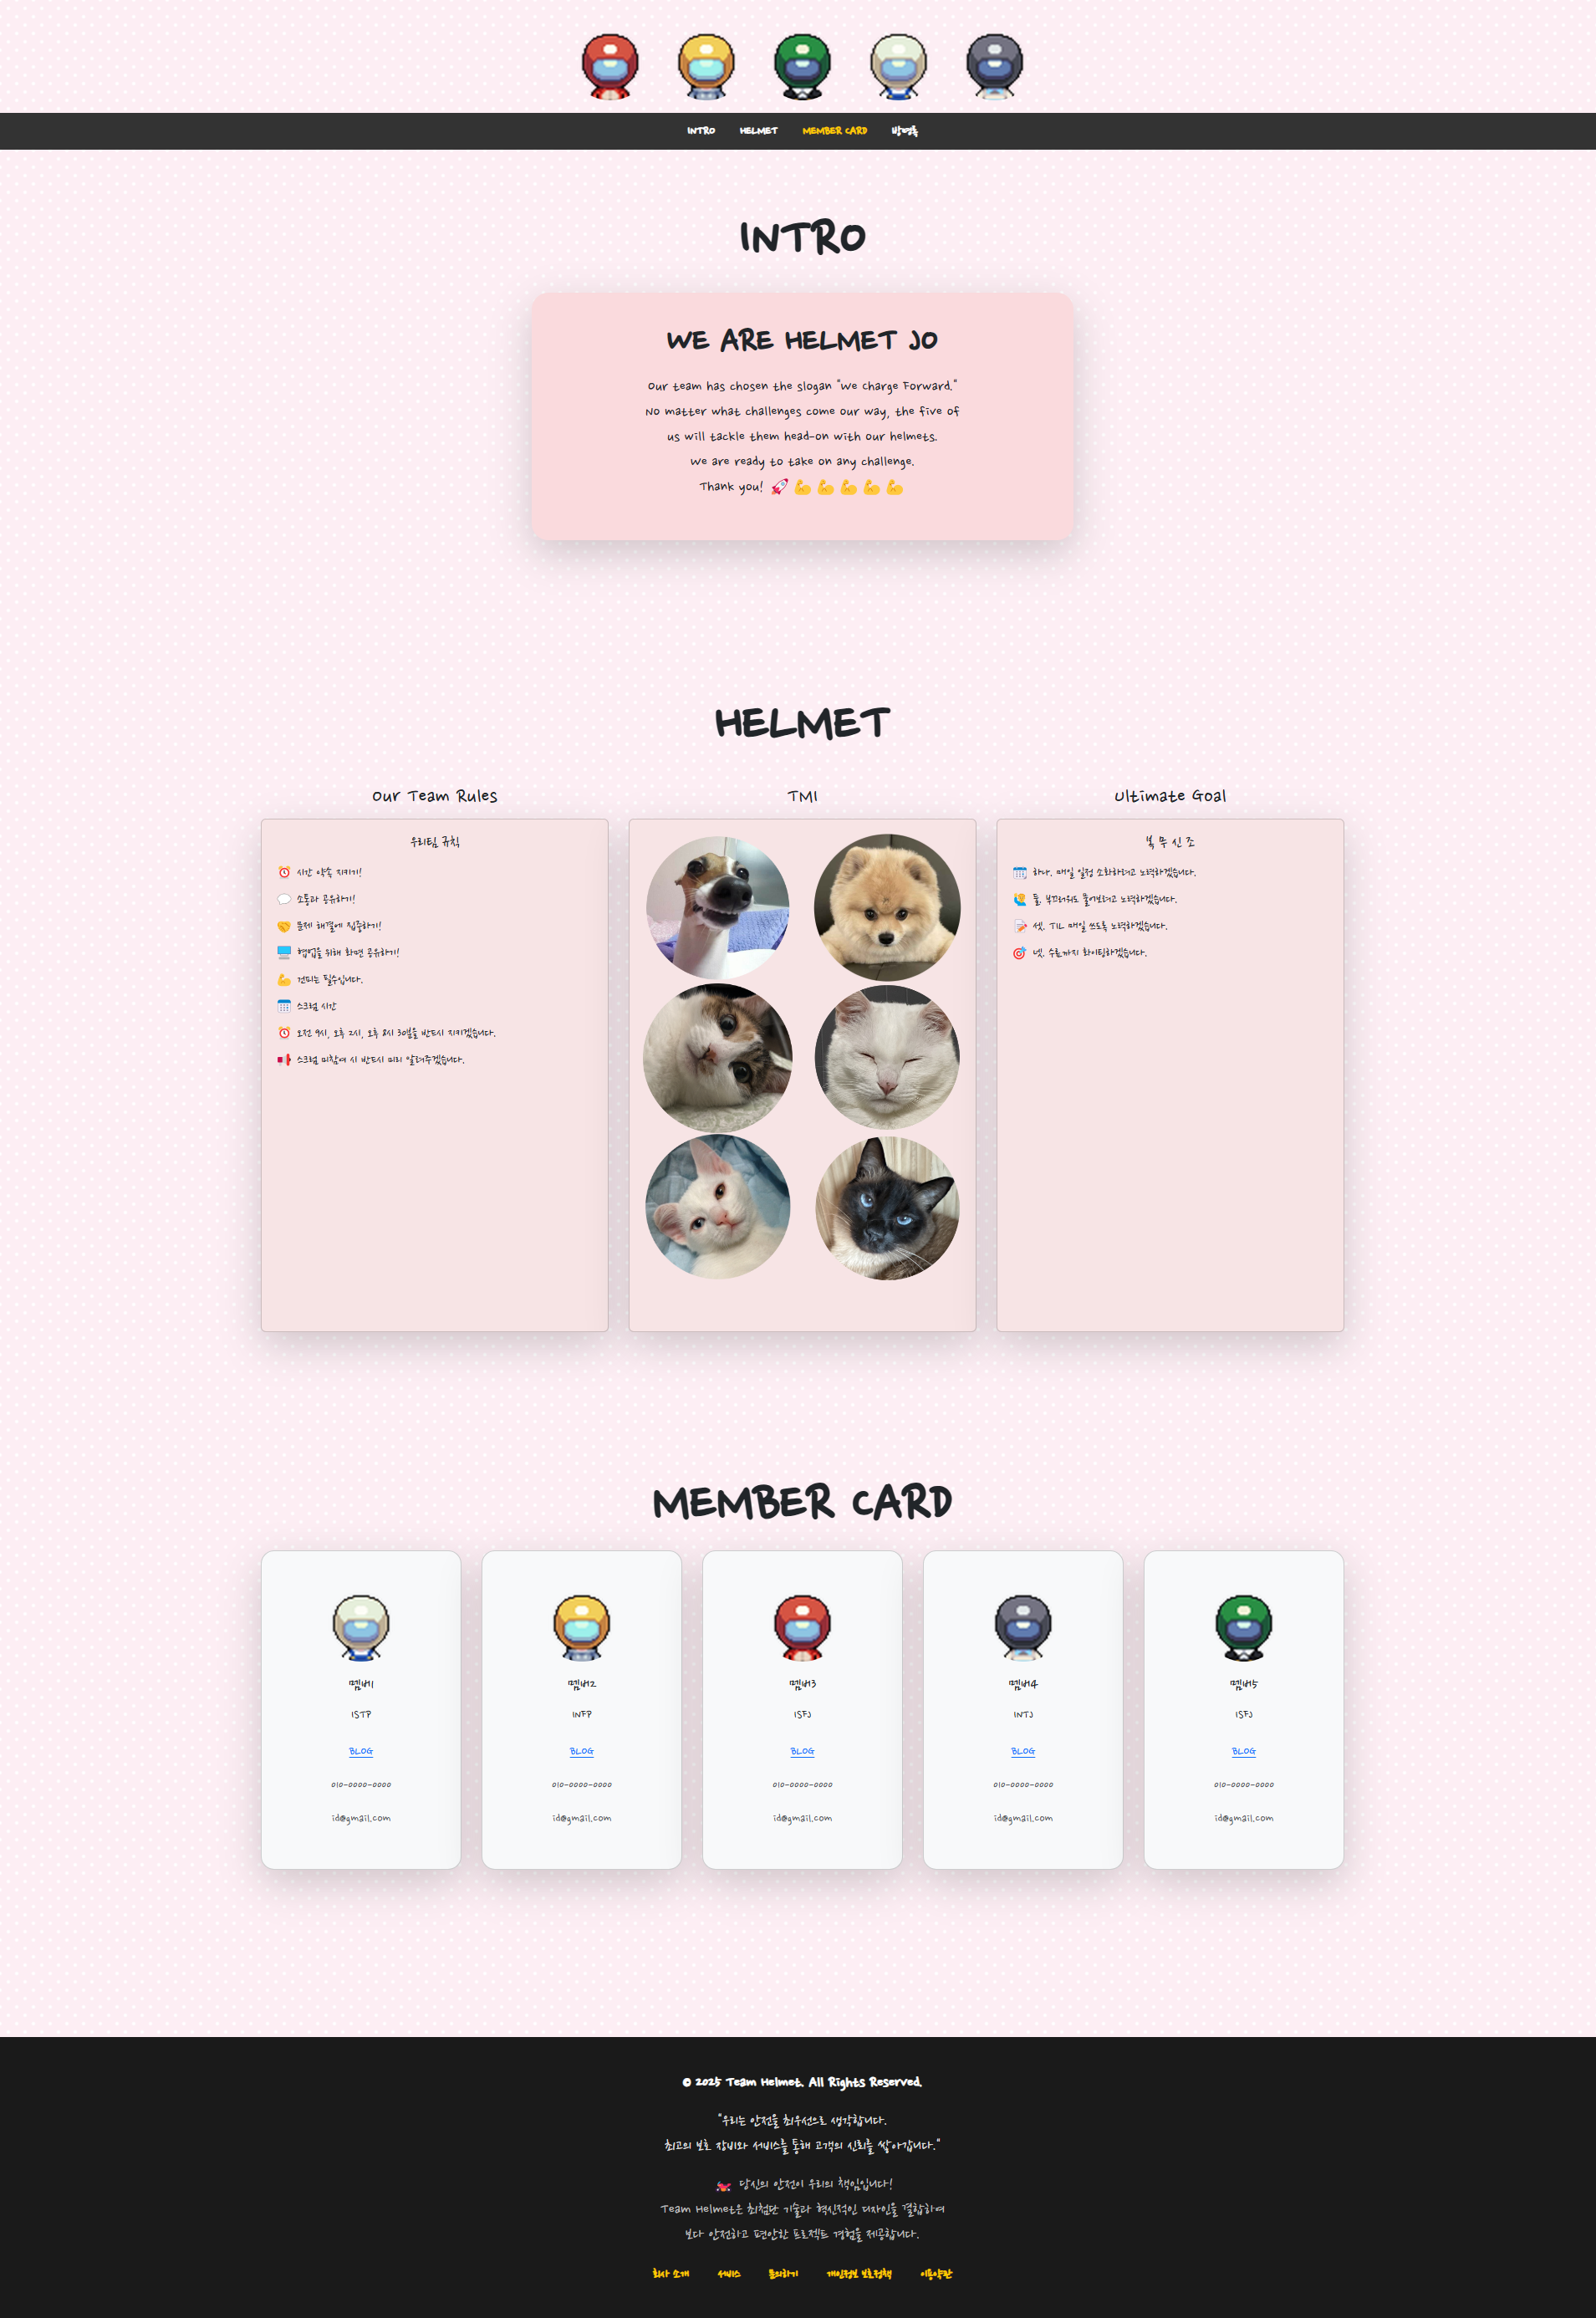 INTRO HELMET MEMBER CARD 방명록
INTRO
WE ARE HELMET JO
Our team has chosen the slogan "We Charge Forward."
No matter what challenges come our way, the five of
us will tackle them head-on with our helmets.
We are ready to take on any challenge.
Thank you! 🚀 💪 💪 💪 💪 💪
HELMET
Our Team Rules
우리팀 규칙
⏰ 시간 약속 지키기!
💬 소통과 공유하기!
🤝 문제 해결에 집중하기!
🖥️ 협업을 위해 화면 공유하기!
💪 컨피는 필수입니다.
📅 스크럼 시간
⏰ 오전 9시, 오후 2시, 오후 8시 30분을 반드시 지키겠습니다.
📢 스크럼 미참여 시 반드시 미리 알려주겠습니다.
TMI
Ultimate Goal
복 무 신 조
📅 하나. 매일 일정 소화하려고 노력하겠습니다.
🙋 둘. 부끄러워도 물어보려고 노력하겠습니다.
📝 셋. TIL 매일 쓰도록 노력하겠습니다.
🎯 넷. 수료까지 화이팅하겠습니다.
MEMBER CARD
멤버1
ISTP
BLOG
010-0000-0000
id@gmail.com
멤버2
INFP
BLOG
010-0000-0000
id@gmail.com
멤버3
ISFJ
BLOG
010-0000-0000
id@gmail.com
멤버4
INTJ
BLOG
010-0000-0000
id@gmail.com
멤버5
ISFJ
BLOG
010-0000-0000
id@gmail.com
© 2025 Team Helmet. All Rights Reserved.
"우리는 안전을 최우선으로 생각합니다.
최고의 보호 장비와 서비스를 통해 고객의 신뢰를 쌓아갑니다."
당신의 안전이 우리의 책임입니다!
Team Helmet은 최첨단 기술과 혁신적인 디자인을 결합하여
보다 안전하고 편안한 프로젝트 경험을 제공합니다.
회사 소개 서비스 문의하기 개인정보 보호정책 이용약관